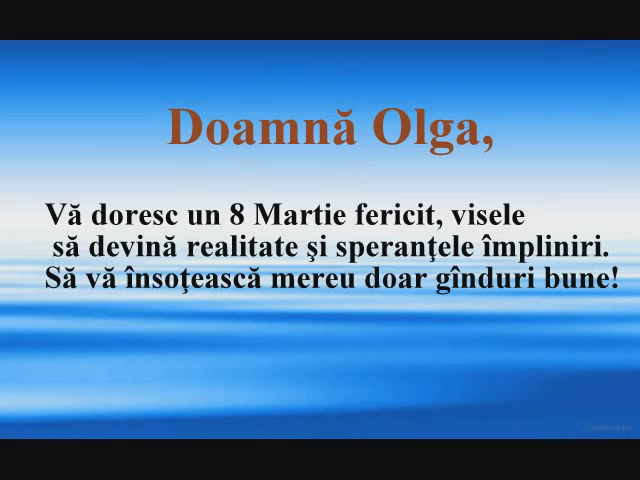 Doamnă Olga,
Vă doresc un 8 Martie fericit, visele
să devină realitate şi speranţele împliniri.
Să vă însoţească mereu doar gînduri bune!